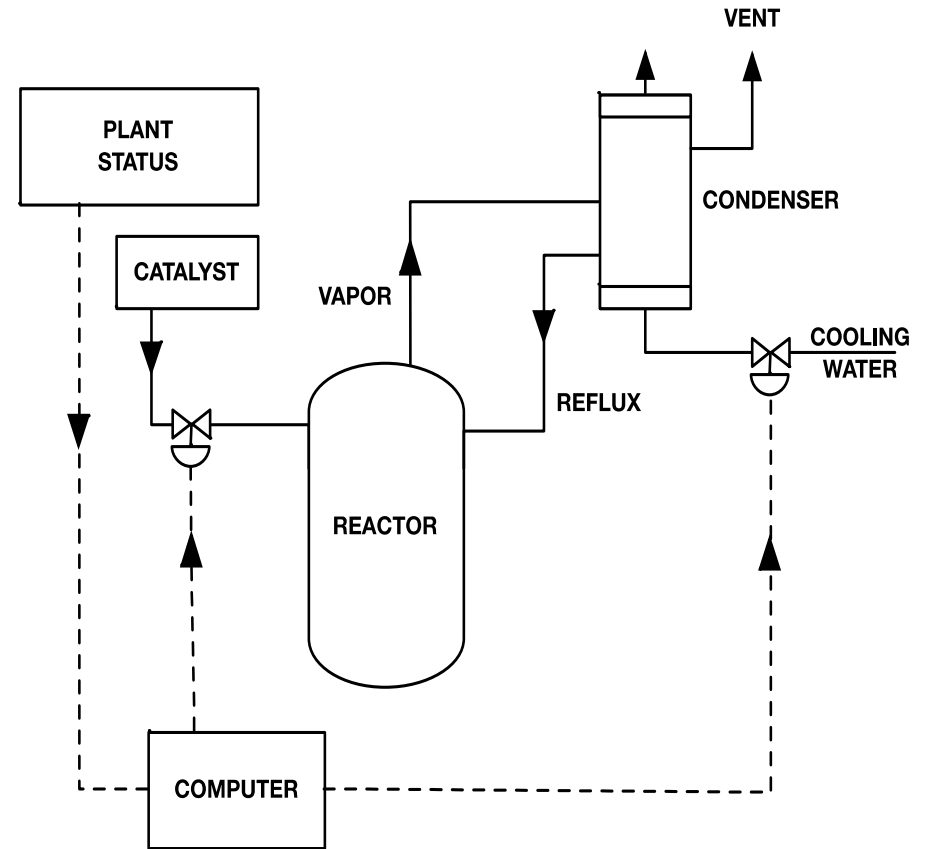 VENT
PLANT
STATUS
CONDENSER
CATALYST
VAPOR
COOLING
WATER
REFLUX
REACTOR
COMPUTER